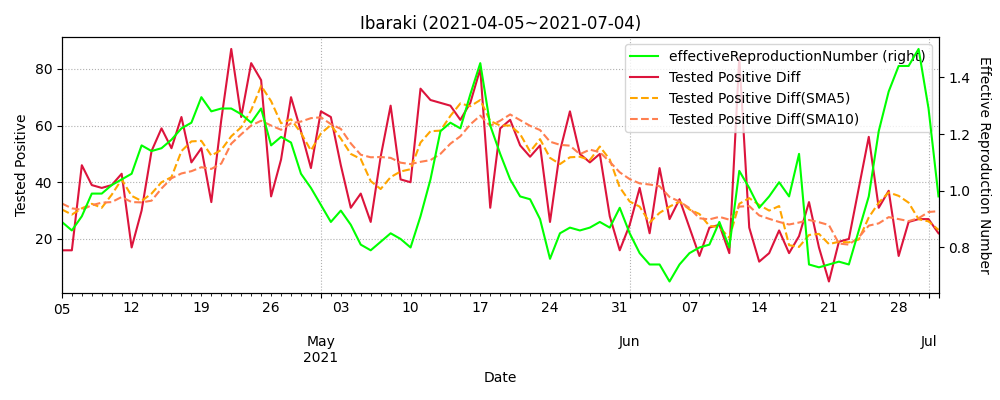 Ibaraki (2021-04-05~2021-07-04)
effectiveReproductionNumber (right)
Tested Positive Diff
Tested Positive Diff(SMA5)
Tested Positive Diff(SMA10)
Tested Positive
80
60
40
20
1.4
1.2
1.0
0.8
Effective Reproduction Number
05 12 19 26 03 10 17 24 31 07 14 21 28
May Jun Jul
2021
Date